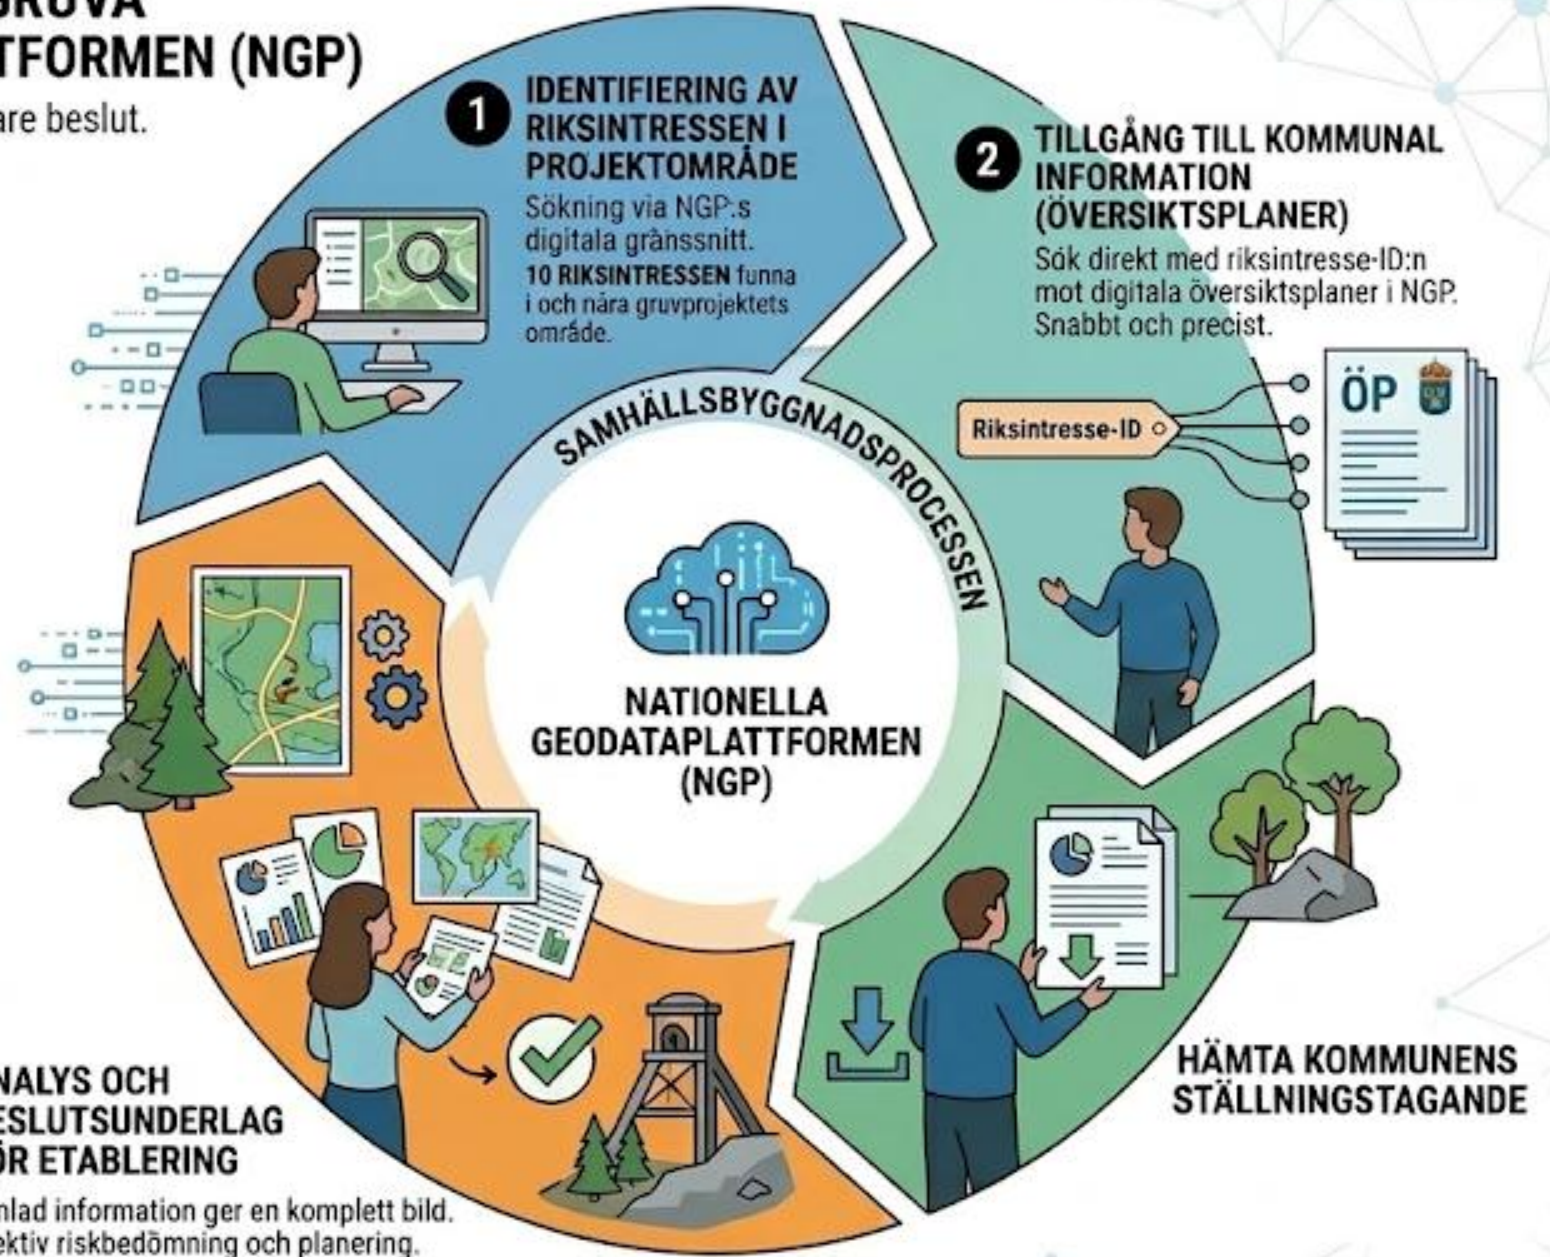 GRUVA
TFORMEN (NGP)
are beslut.
1
IDENTIFIERING AV
RIKSINTRESSEN I
PROJEKTOMRÅDE
Sökning via NGP:s
digitala gränssnitt.
10 RIKSINTRESSEN funna
i och nära gruvprojektets
område.
2
TILLGÅNG TILL KOMMUNAL
INFORMATION
(ÖVERSIKTSPLANER)
Sök direkt med riksintresse-ID:n
mot digitala översiktsplaner i NGP.
Snabbt och precist.
Riksintresse-ID
ÖP
SAMHÄLLSBYGGNADSPROCESSEN
NATIONELLA
GEODATAPLATTFORMEN
(NGP)
HÄMTA KOMMUNENS
STÄLLNINGSTAGANDE
NALYS OCH
ESLUTSUNDERLAG
ÖR ETABLERING
nlad information ger en komplett bild.
ektiv riskbedömning och planering.